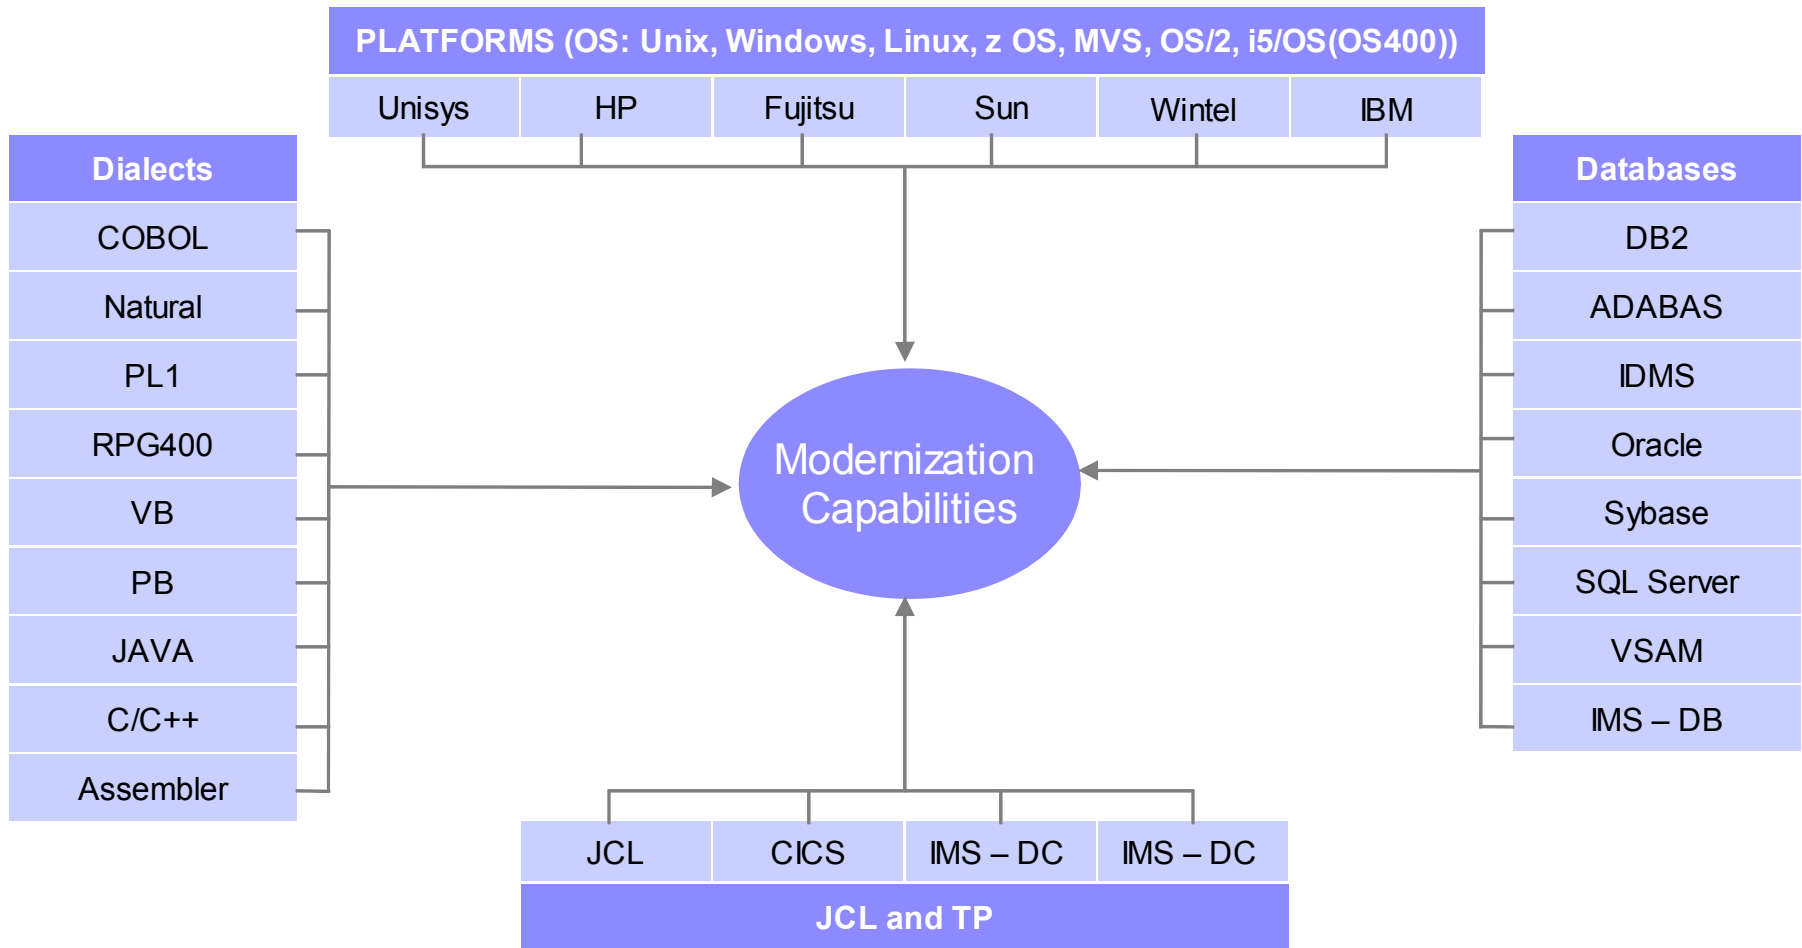 PLATFORMS (OS: Unix, Windows, Linux, z OS, MVS, OS/2, i5/OS(OS400))
Unisys
HP
Fujitsu
Sun
Wintel
IBM
Dialects
COBOL
Natural
PL1
RPG400
VB
PB
JAVA
C/C++
Assembler
Modernization
Capabilities
Databases
DB2
ADABAS
IDMS
Oracle
Sybase
SQL Server
VSAM
IMS – DB
JCL
CICS
IMS – DC
IMS – DC
JCL and TP